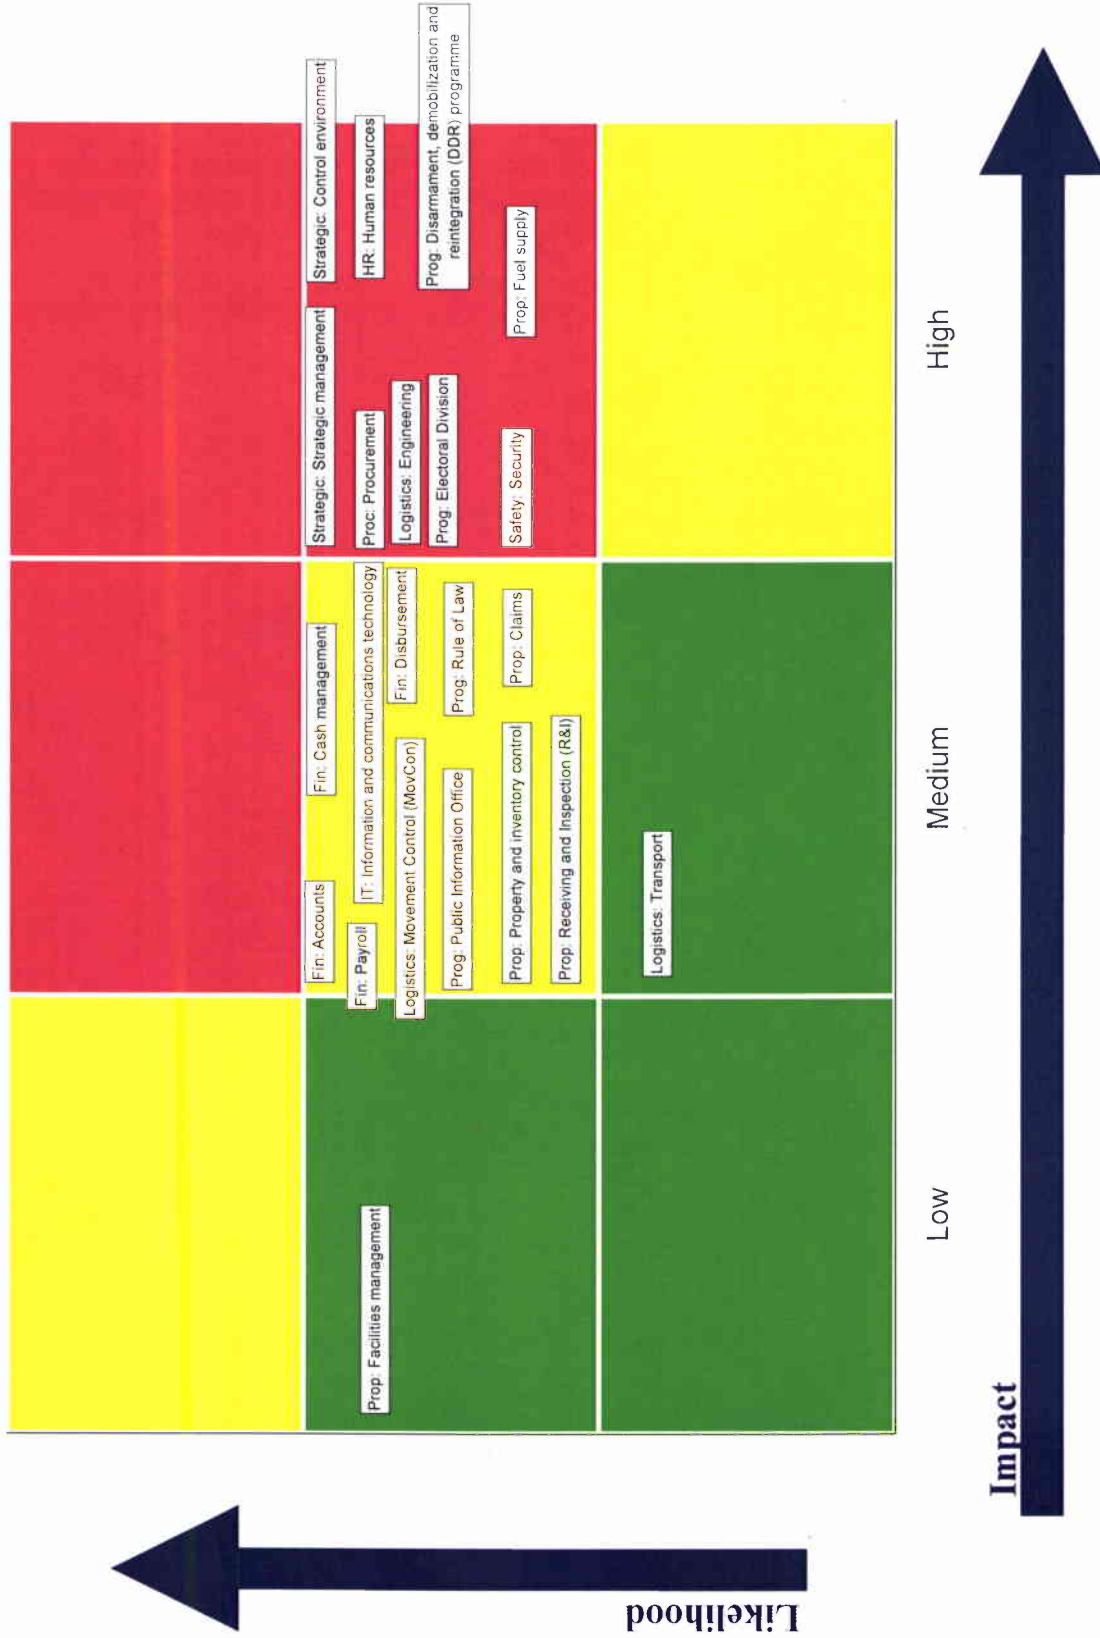 Strategic: Strategic management
Strategic: Control environment
Fin: Accounts
Fin: Cash management
Proc: Procurement
HR: Human resources
Prop: Facilities management
Fin: Payroll
IT: Information and communications technology
Logistics: Engineering
Fin: Disbursement
Logistics: Movement Control (MovCon)
Prog: Electoral Division
Prog: Disarmament, demobilization and
reintegration (DDR) programme
Prog: Public Information Office
Prog: Rule of Law
Prop: Property and inventory control
Prop: Claims
Safety: Security
Prop: Fuel supply
Prop: Receiving and Inspection (R&I)
Logistics: Transport
Likelihood
Low
Medium
High
Impact